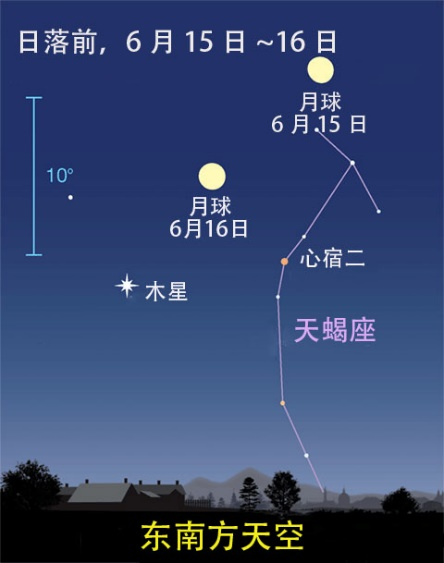 日落前，6 月 15 日 ~16 日
月球
6 月 15 日
10°
月球
6月16日
心宿二
木星
天蝎座
东南方天空